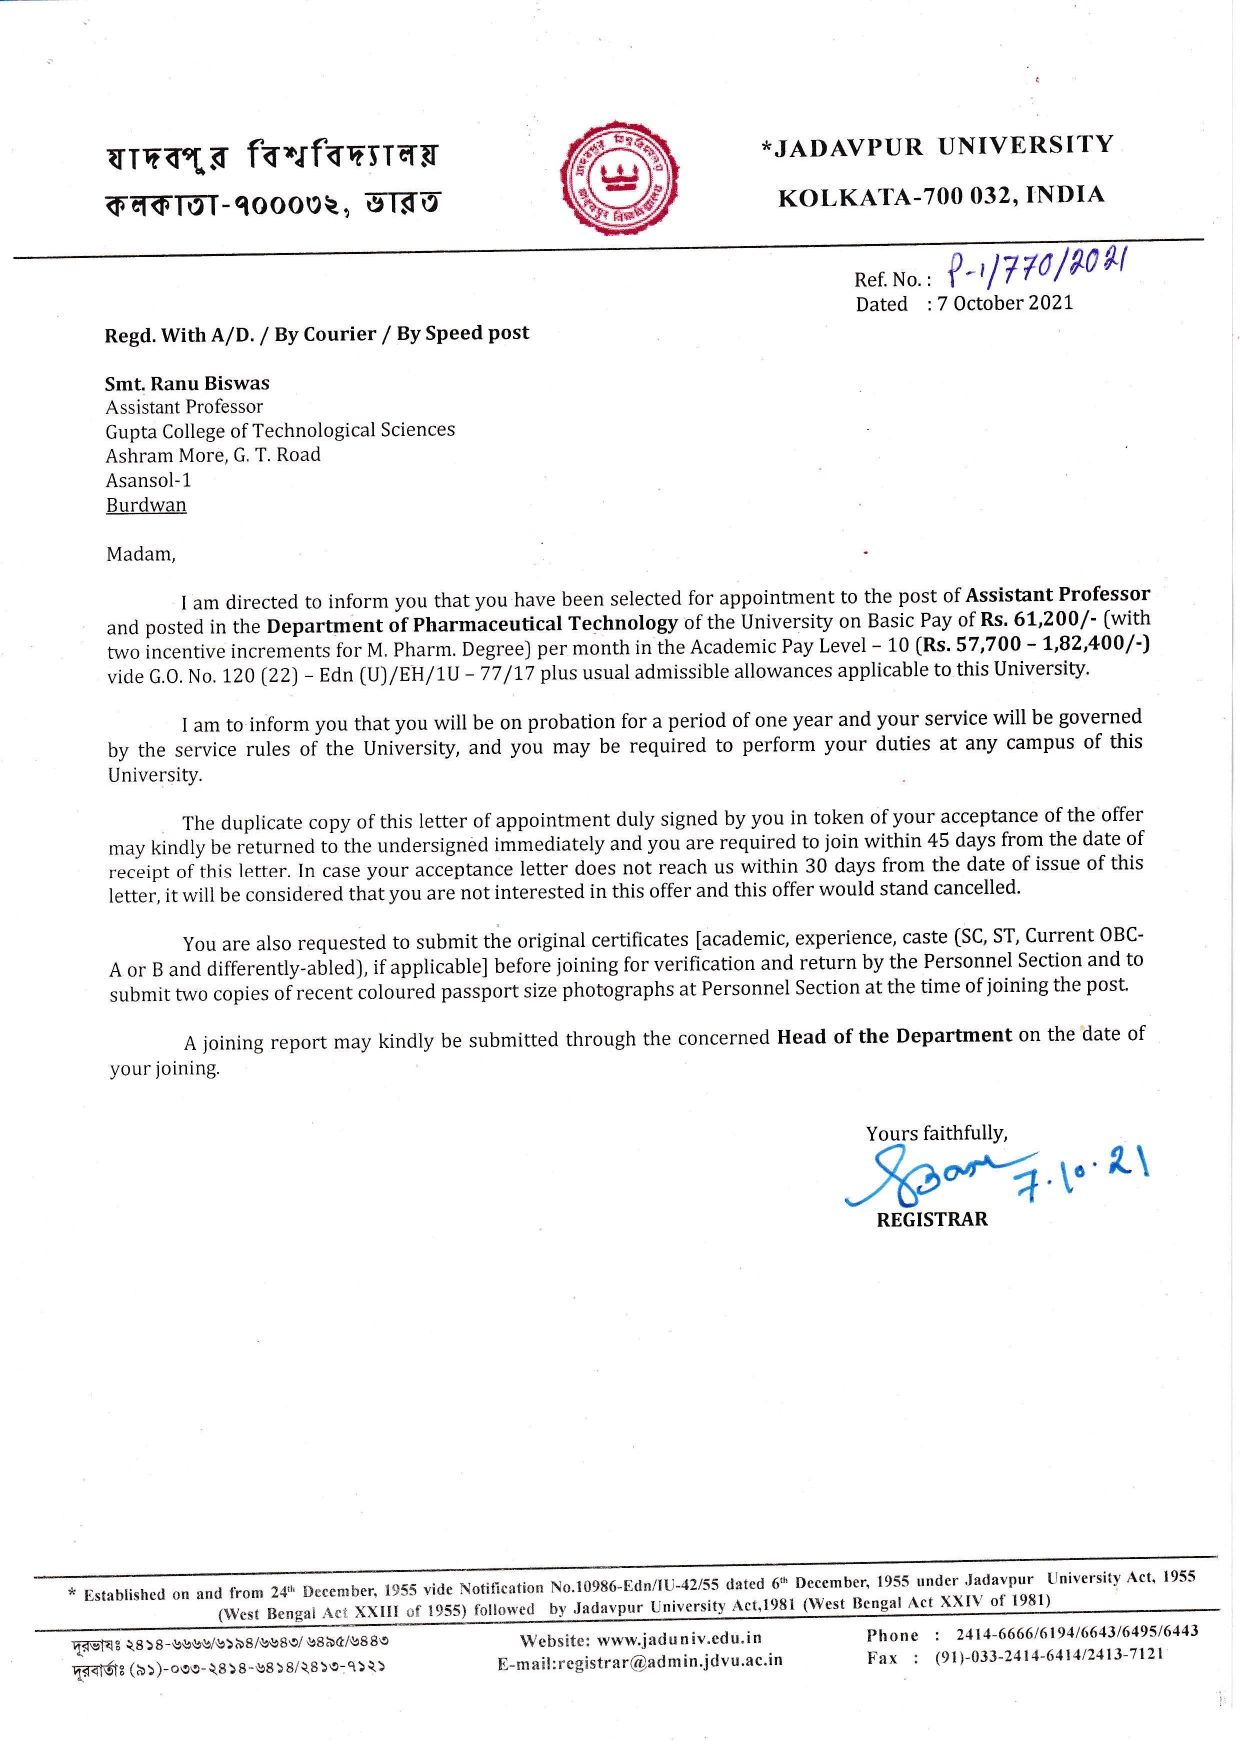 যাদবপুর বিশ্ববিদ্যালয়
কলকাতা-৭০০০৩২, ভারত
*JADAVPUR UNIVERSITY
KOLKATA-700 032, INDIA
Ref. No. : P-1/770/2021
Dated : 7 October 2021
Regd. With A/D. / By Courier / By Speed post
Smt. Ranu Biswas
Assistant Professor
Gupta College of Technological Sciences
Ashram More, G. T. Road
Asansol-1
Burdwan
Madam,
I am directed to inform you that you have been selected for appointment to the post of Assistant Professor
and posted in the Department of Pharmaceutical Technology of the University on Basic Pay of Rs. 61,200/- (with
two incentive increments for M. Pharm. Degree) per month in the Academic Pay Level – 10 (Rs. 57,700 – 1,82,400/-)
vide G.O. No. 120 (22) – Edn (U)/EH/1U – 77/17 plus usual admissible allowances applicable to this University.
I am to inform you that you will be on probation for a period of one year and your service will be governed
by the service rules of the University, and you may be required to perform your duties at any campus of this
University.
The duplicate copy of this letter of appointment duly signed by you in token of your acceptance of the offer
may kindly be returned to the undersigned immediately and you are required to join within 45 days from the date of
receipt of this letter. In case your acceptance letter does not reach us within 30 days from the date of issue of this
letter, it will be considered that you are not interested in this offer and this offer would stand cancelled.
You are also requested to submit the original certificates [academic, experience, caste (SC, ST, Current OBC-
A or B and differently-abled), if applicable] before joining for verification and return by the Personnel Section and to
submit two copies of recent coloured passport size photographs at Personnel Section at the time of joining the post.
A joining report may kindly be submitted through the concerned Head of the Department on the date of
your joining.
Yours faithfully,
7.10.21
REGISTRAR
* Established on and from 24th December, 1955 vide Notification No.10986-Edn/IU-42/55 dated 6th December, 1955 under Jadavpur University Act, 1955
(West Bengal Act XXIII of 1955) followed by Jadavpur University Act,1981 (West Bengal Act XXIV of 1981)
দূরভাষঃ ২৪১৪-৬৬৬৬/৬১৯৪/৬৬৪৩/৬৪৯৫/৬৪৪৩
দূরবার্তাঃ (৯১)-০৩৩-২৪১৪-৬৪১৪/২৪১৩-৭১২১
Website: www.jaduniv.edu.in
E-mail:registrar@admin.jdvu.ac.in
Phone : 2414-6666/6194/6643/6495/6443
Fax : (91)-033-2414-6414/2413-7121